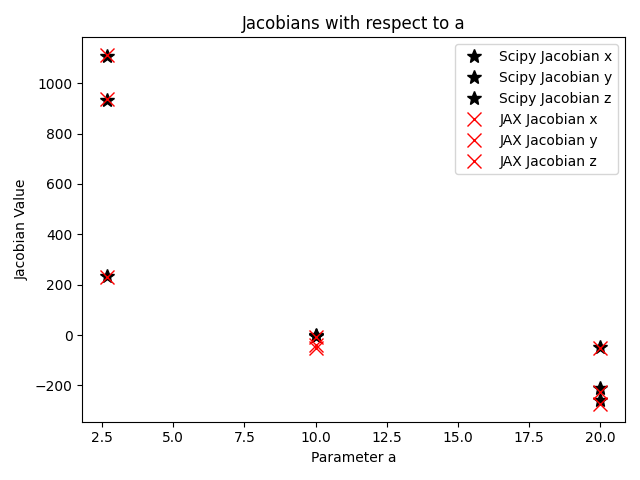 Jacobians with respect to a
Jacobian Value
1000
800
600
400
200
0
−200
Scipy Jacobian x
Scipy Jacobian y
Scipy Jacobian z
JAX Jacobian x
JAX Jacobian y
JAX Jacobian z
2.5 5.0 7.5 10.0 12.5 15.0 17.5 20.0
Parameter a